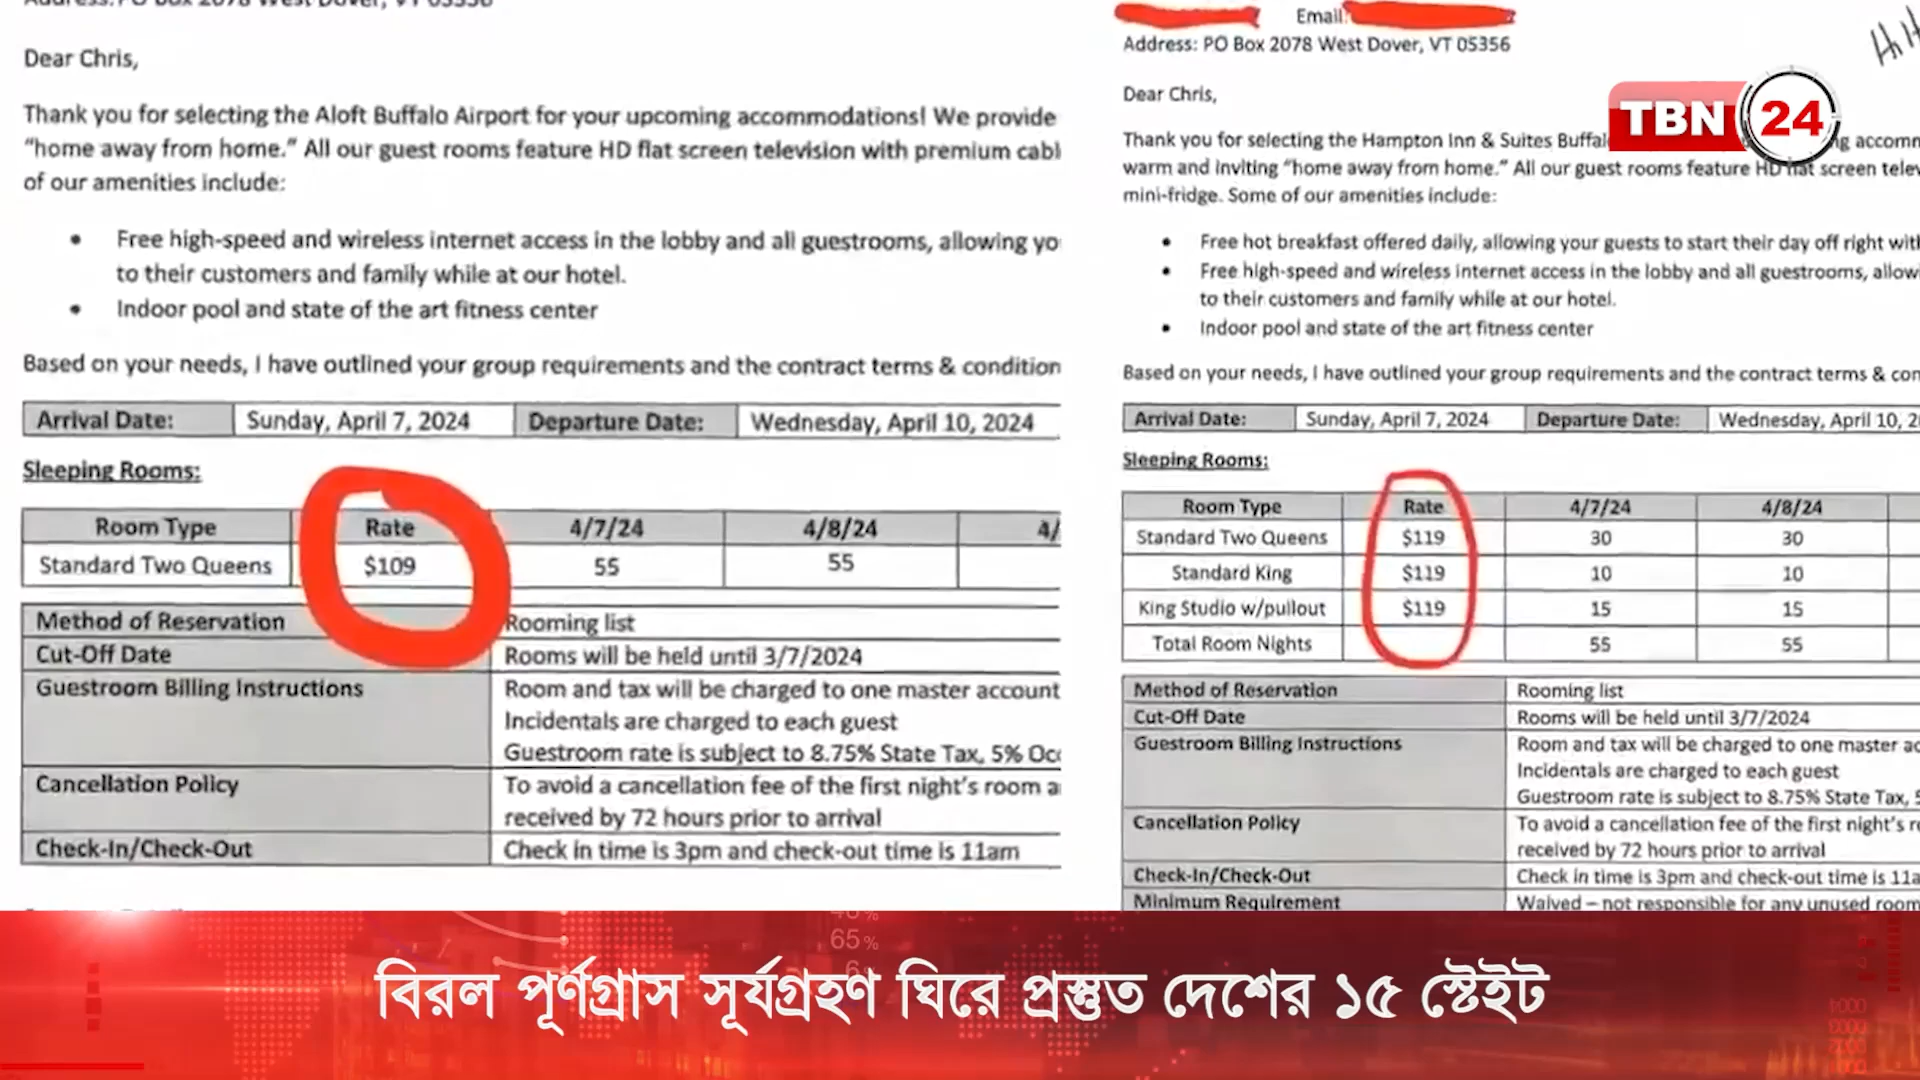 Address: PO Box 2078 West Dover, VT 05356
Dear Chris,
Thank you for selecting the Aloft Buffalo Airport for your upcoming accommodations! We provide
“home away from home.” All our guest rooms feature HD flat screen television with premium
of our amenities include:
• Free high-speed and wireless internet access in the lobby and all guestrooms, allowing
to their customers and family while at our hotel.
• Indoor pool and state of the art fitness center
Based on your needs, I have outlined your group requirements and the contract terms &
Arrival Date: Sunday, April 7, 2024 Departure Date: Wednesday, April 10, 2024
Sleeping Rooms:
Room Type Rate 4/7/24 4/8/24 4/
Standard Two Queens $109 55 55
Method of Reservation Rooming list
Cut-Off Date Rooms will be held until 3/7/2024
Guestroom Billing Instructions Room and tax will be charged to one master account
Incidentals are charged to each guest
Guestroom rate is subject to 8.75% State Tax, 5%
Cancellation Policy To avoid a cancellation fee of the first night’s room
received by 72 hours prior to arrival
Check-In/Check-Out Check in time is 3pm and check-out time is 11am
Email:
Address: PO Box 2078 West Dover, VT 05356
Dear Chris,
Thank you for selecting the Hampton Inn & Suites
warm and inviting “home away from home.” All our guest rooms feature HD flat screen
mini-fridge. Some of our amenities include:
• Free hot breakfast offered daily, allowing your guests to start their day off right
• Free high-speed and wireless internet access in the lobby and all guestrooms,
to their customers and family while at our hotel.
• Indoor pool and state of the art fitness center
Based on your needs, I have outlined your group requirements and the contract terms &
Arrival Date: Sunday, April 7, 2024 Departure Date: Wednesday, April 10,
Sleeping Rooms:
Room Type Rate 4/7/24 4/8/24
Standard Two Queens $119 30 30
Standard King $119 10 10
King Studio w/pullout $119 15 15
Total Room Nights 55 55
Method of Reservation Rooming list
Cut-Off Date Rooms will be held until 3/7/2024
Guestroom Billing Instructions Room and tax will be charged to one master
Incidentals are charged to each guest
Guestroom rate is subject to 8.75% State Tax,
Cancellation Policy To avoid a cancellation fee of the first night’s
received by 72 hours prior to arrival
Check-In/Check-Out Check in time is 3pm and check-out time is
Minimum Requirement Waived – not responsible for any unused
TBN 24
65%
বিরল পূর্ণগ্রাস সূর্যগ্রহণ ঘিরে প্রস্তুত দেশের ১৫ স্টেইট